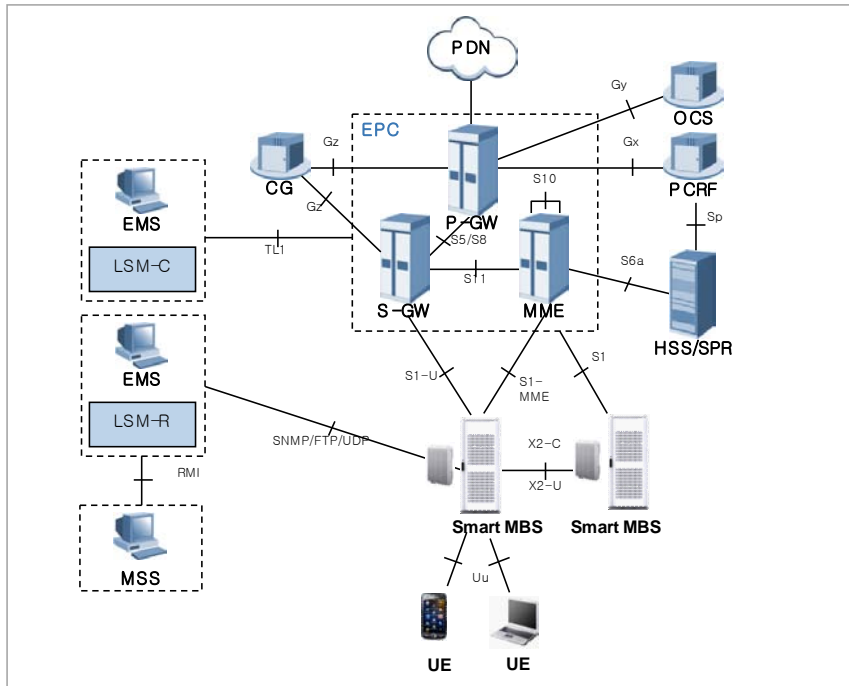 PDN
Gy
OCS
EPC
Gz
Gx
CG
P-GW
S10
PCRF
EMS
Gz
S5/S8
Sp
TL1
LSM-C
S11
S6a
S-GW
MME
HSS/SPR
EMS
S1-U
S1-
MME
S1
LSM-R
SNMP/FTP/UDP
X2-C
RMI
X2-U
Smart MBS
Smart MBS
MSS
Uu
UE
UE